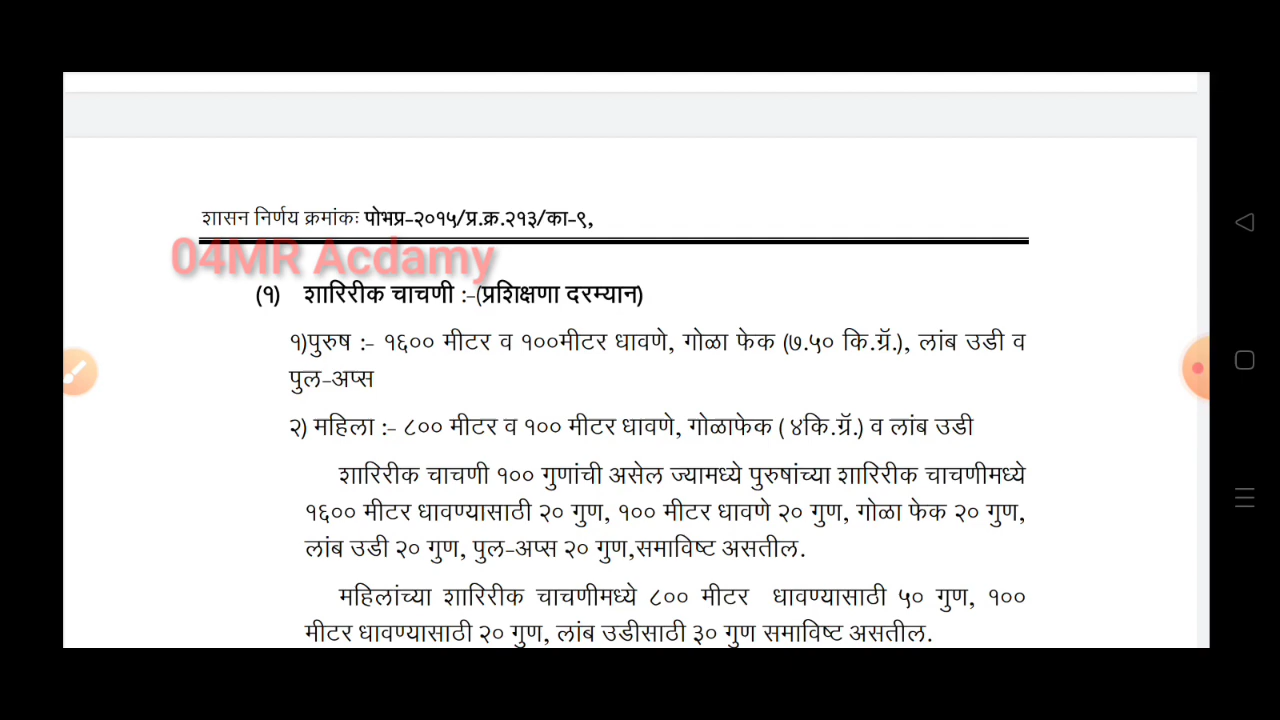 शासन निर्णय क्रमांकः पोभप्र-२०१५/प्र.क्र.२१३/का-९,
04MR Acdamy
(१) शारिरीक चाचणी :-(प्रशिक्षणा दरम्यान)
१)पुरुष :- १६०० मीटर व १००मीटर धावणे, गोळा फेक (७.५० कि.ग्रॅ.), लांब उडी व
पुल-अप्स
२) महिला :- ८०० मीटर व १०० मीटर धावणे, गोळाफेक ( ४कि.ग्रॅ.) व लांब उडी
शारिरीक चाचणी १०० गुणांची असेल ज्यामध्ये पुरुषांच्या शारिरीक चाचणीमध्ये
१६०० मीटर धावण्यासाठी २० गुण, १०० मीटर धावणे २० गुण, गोळा फेक २० गुण,
लांब उडी २० गुण, पुल-अप्स २० गुण,समाविष्ट असतील.
महिलांच्या शारिरीक चाचणीमध्ये ८०० मीटर धावण्यासाठी ५० गुण, १००
मीटर धावण्यासाठी २० गुण, लांब उडीसाठी ३० गुण समाविष्ट असतील.